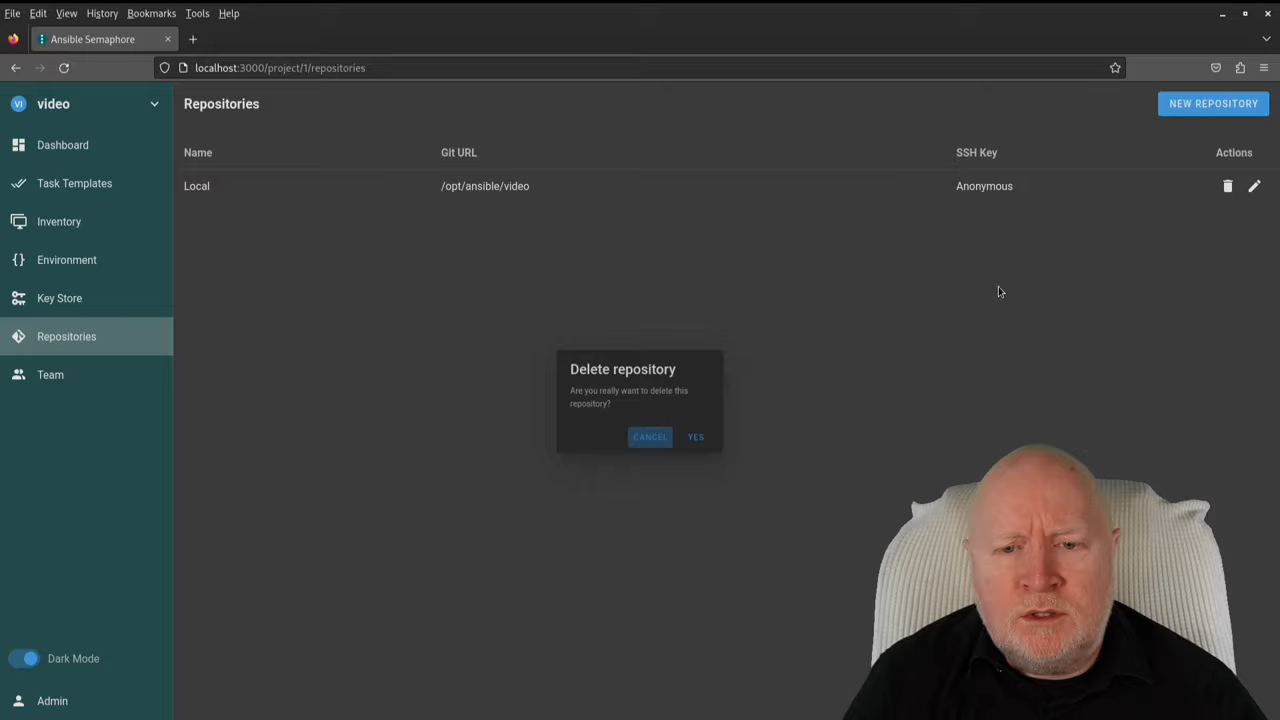 File Edit View History Bookmarks Tools Help
Ansible Semaphore
localhost:3000/project/1/repositories
VI video
Repositories
NEW REPOSITORY
Name Git URL SSH Key Actions
Local /opt/ansible/video Anonymous
Dashboard
Task Templates
Inventory
Environment
Key Store
Repositories
Team
Delete repository
Are you really want to delete this
repository?
CANCEL YES
Dark Mode
Admin